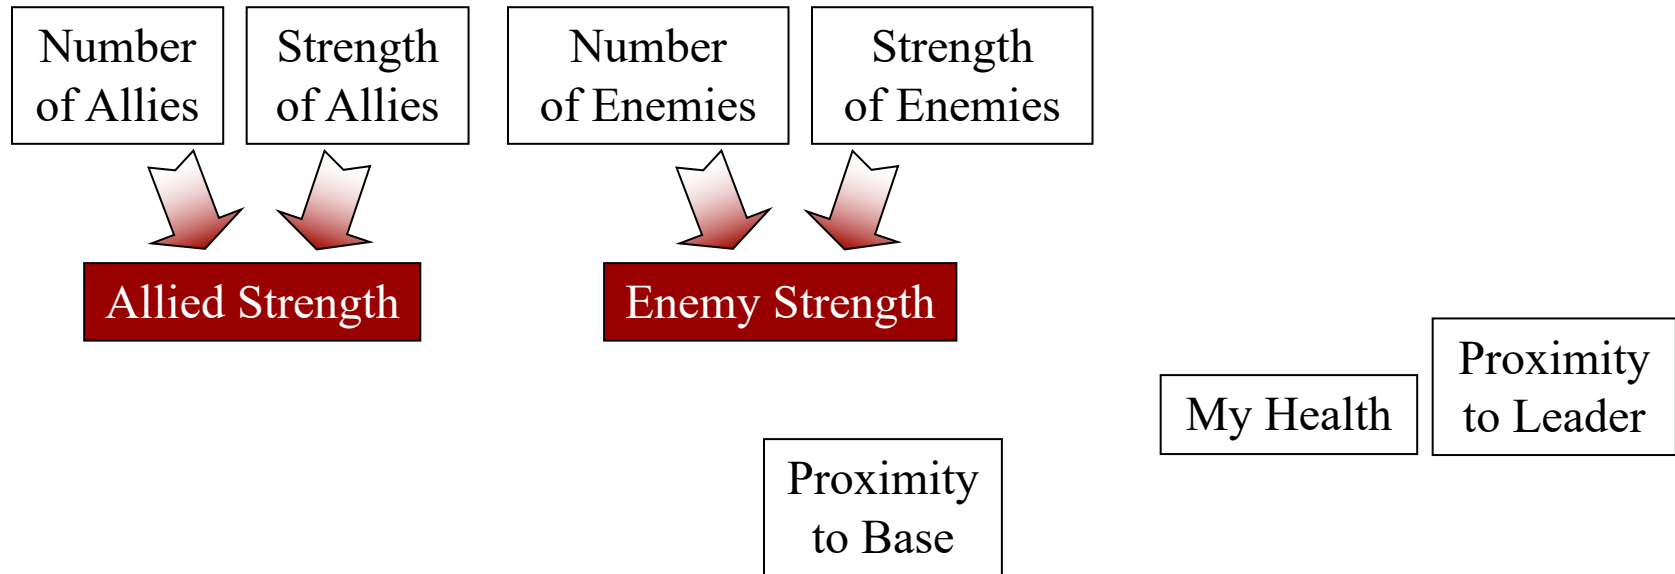 Number
of Allies
Strength
of Allies
Number
of Enemies
Strength
of Enemies
Allied Strength
Enemy Strength
My Health
Proximity
to Leader
Proximity
to Base